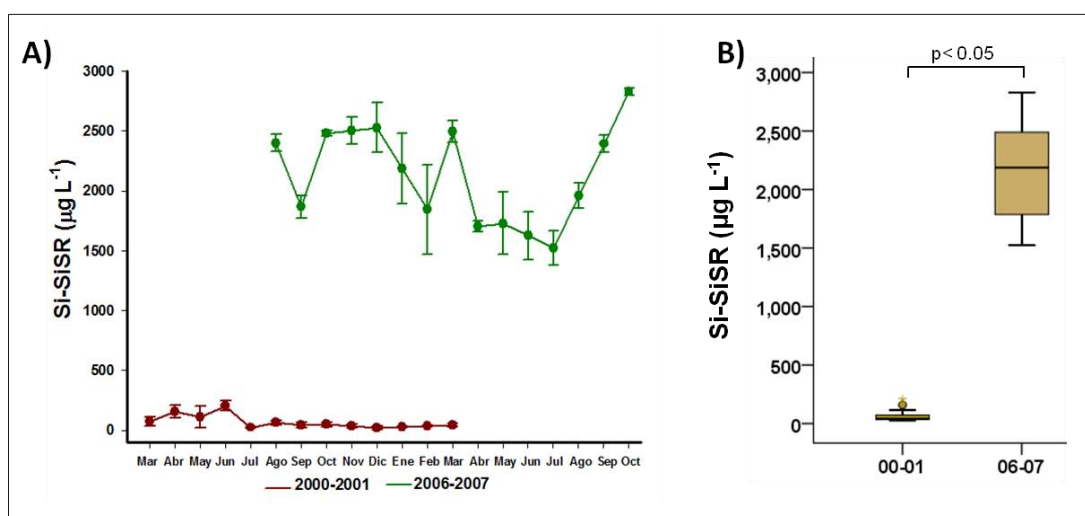 A)
Si-SiSR (µg L-1)
3000
2500
2000
1500
1000
500
0
Mar Abr May Jun Jul Ago Sep Oct Nov Dic Ene Feb Mar Abr May Jun Jul Ago Sep Oct
2000-2001 2006-2007
B)
p< 0.05
Si-SiSR (µg L-1)
3,000
2,500
2,000
1,500
1,000
500
0
00-01 06-07